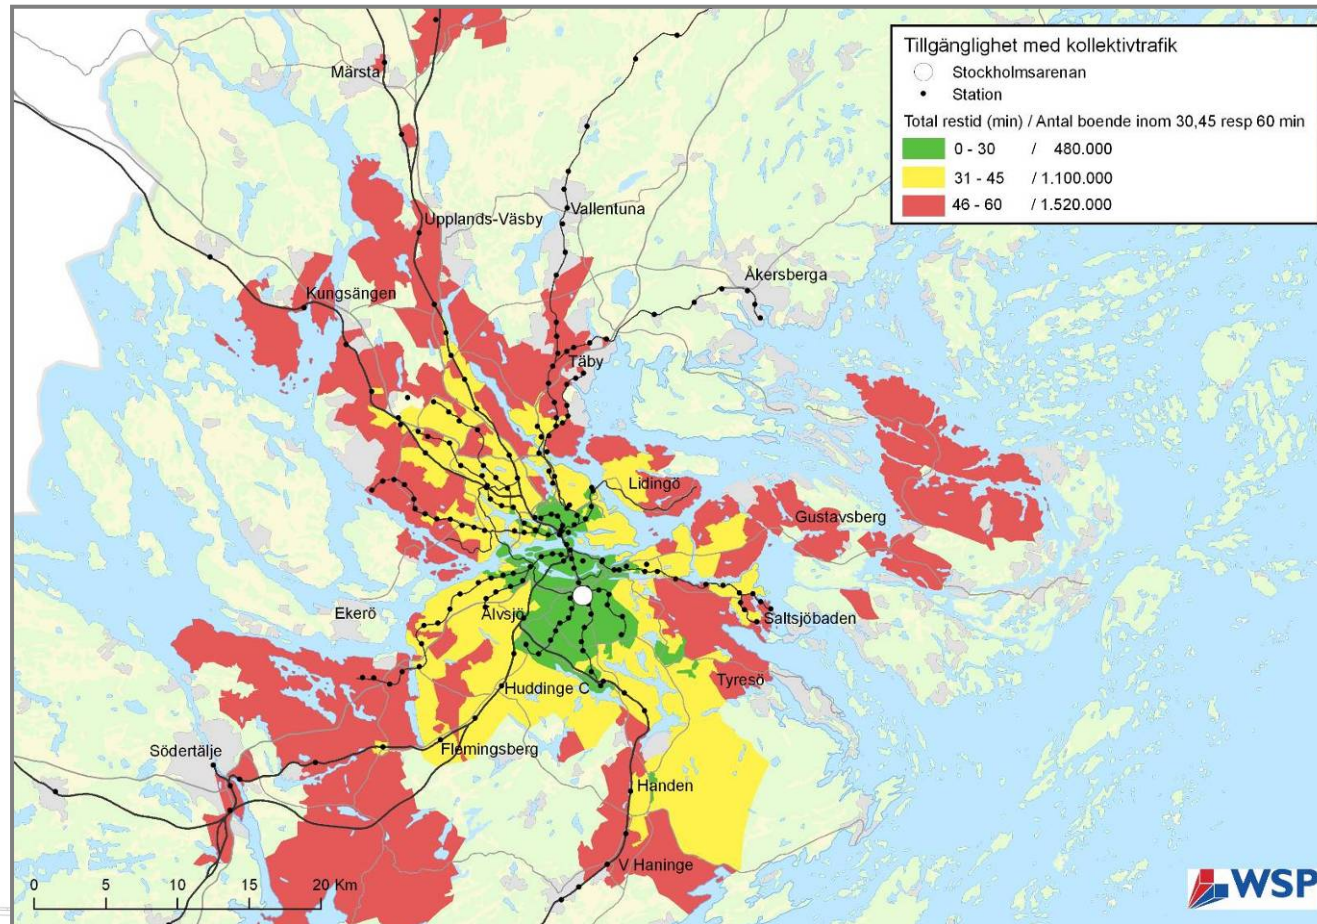 Tillgänglighet med kollektivtrafik
Stockholmsarenan
Station
Total restid (min) / Antal boende inom 30,45 resp 60 min
0 - 30 / 480.000
31 - 45 / 1.100.000
46 - 60 / 1.520.000
Märsta
Upplands-Väsby
Vallentuna
Åkersberga
Kungsängen
Täby
Lidingö
Gustavsberg
Ekerö
Älvsjö
Saltsjöbaden
Tyresö
Huddinge C
Södertälje
Flemingsberg
Handen
V Haninge
0 5 10 15 20 Km
WSP